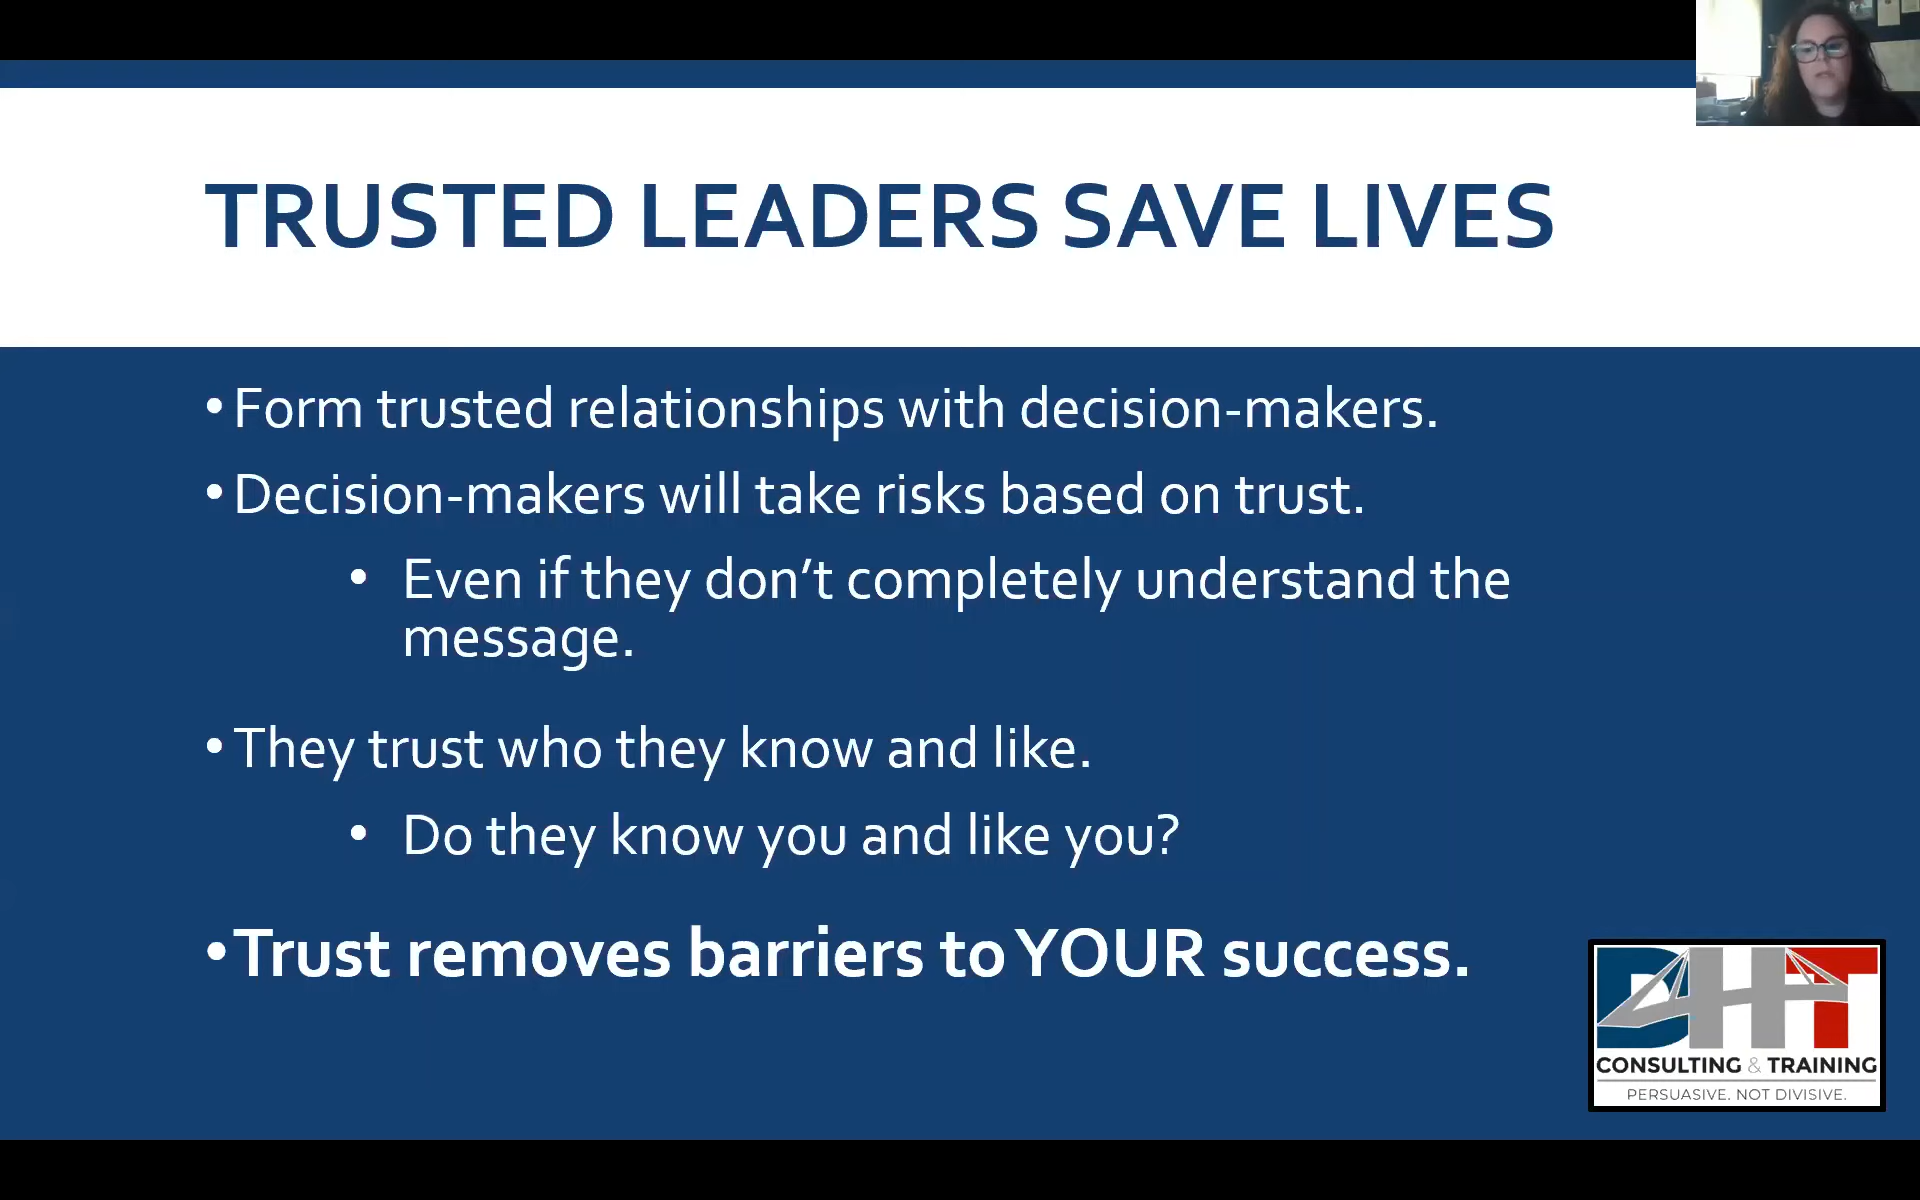 TRUSTED LEADERS SAVE LIVES
•Form trusted relationships with decision-makers.
•Decision-makers will take risks based on trust.
• Even if they don’t completely understand the
message.
•They trust who they know and like.
• Do they know you and like you?
•Trust removes barriers to YOUR success.
DHT
CONSULTING & TRAINING
PERSUASIVE. NOT DIVISIVE.